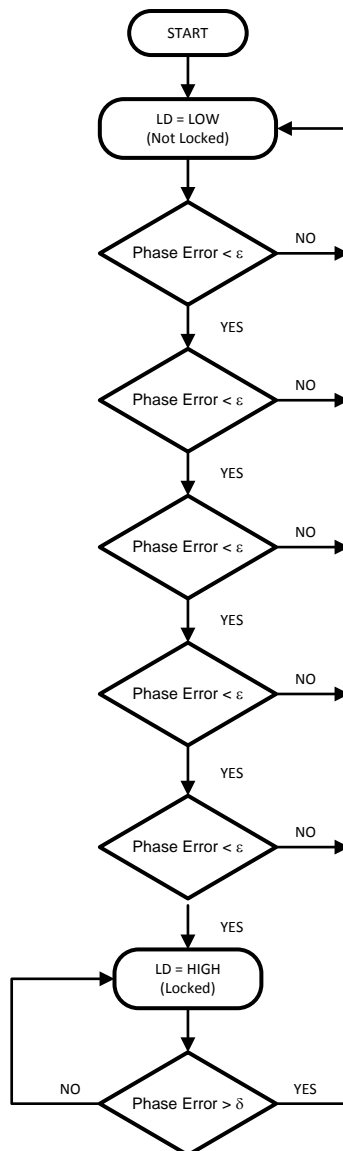 START
LD = LOW
(Not Locked)
Phase Error < ε
NO
YES
Phase Error < ε
NO
YES
Phase Error < ε
NO
YES
Phase Error < ε
NO
YES
Phase Error < ε
NO
YES
LD = HIGH
(Locked)
NO
Phase Error > δ
YES